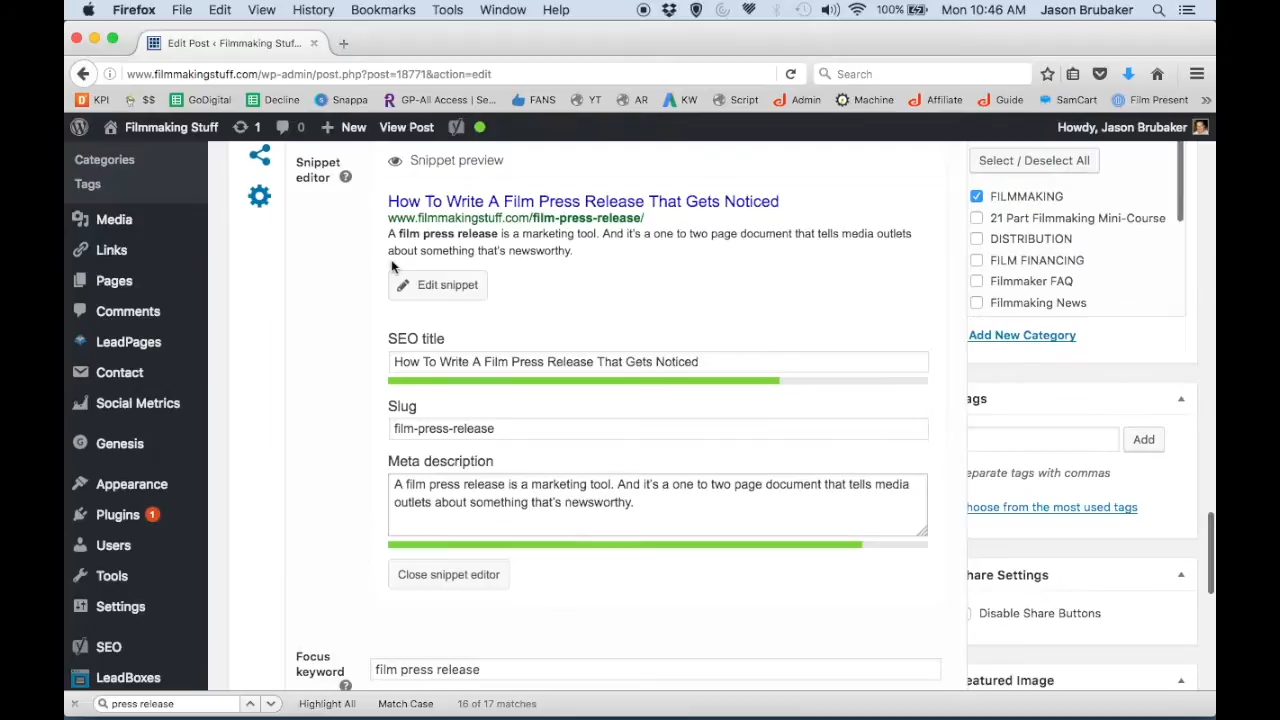 Firefox File Edit View History Bookmarks Tools Window Help 100% Mon 10:46 AM Jason Brubaker
Edit Post ‹ Filmmaking Stuf...
www.filmmakingstuff.com/wp-admin/post.php?post=18771&action=edit Search
KPI $$ GoDigital Decline Snappa GP-All Access | Se... FANS YT AR KW Script Admin Machine Affiliate Guide SamCart Film Present
Filmmaking Stuff 1 0 New View Post Howdy, Jason Brubaker
Categories
Tags
Media
Links
Pages
Comments
LeadPages
Contact
Social Metrics
Genesis
Appearance
Plugins 1
Users
Tools
Settings
SEO
LeadBoxes
Snippet
editor
Snippet preview
How To Write A Film Press Release That Gets Noticed
www.filmmakingstuff.com/film-press-release/
A film press release is a marketing tool. And it's a one to two page document that tells media
outlets about something that's newsworthy.
Edit snippet
SEO title
How To Write A Film Press Release That Gets Noticed
Slug
film-press-release
Meta description
A film press release is a marketing tool. And it's a one to two page document that tells media
outlets about something that's newsworthy.
Close snippet editor
Focus
keyword
film press release
Select / Deselect All
FILMMAKING
21 Part Filmmaking Mini-Course
DISTRIBUTION
FILM FINANCING
Filmmaker FAQ
Filmmaking News
Add New Category
ags
Add
eparate tags with commas
hoose from the most used tags
hare Settings
Disable Share Buttons
eatured Image
press release Highlight All Match Case 16 of 17 matches